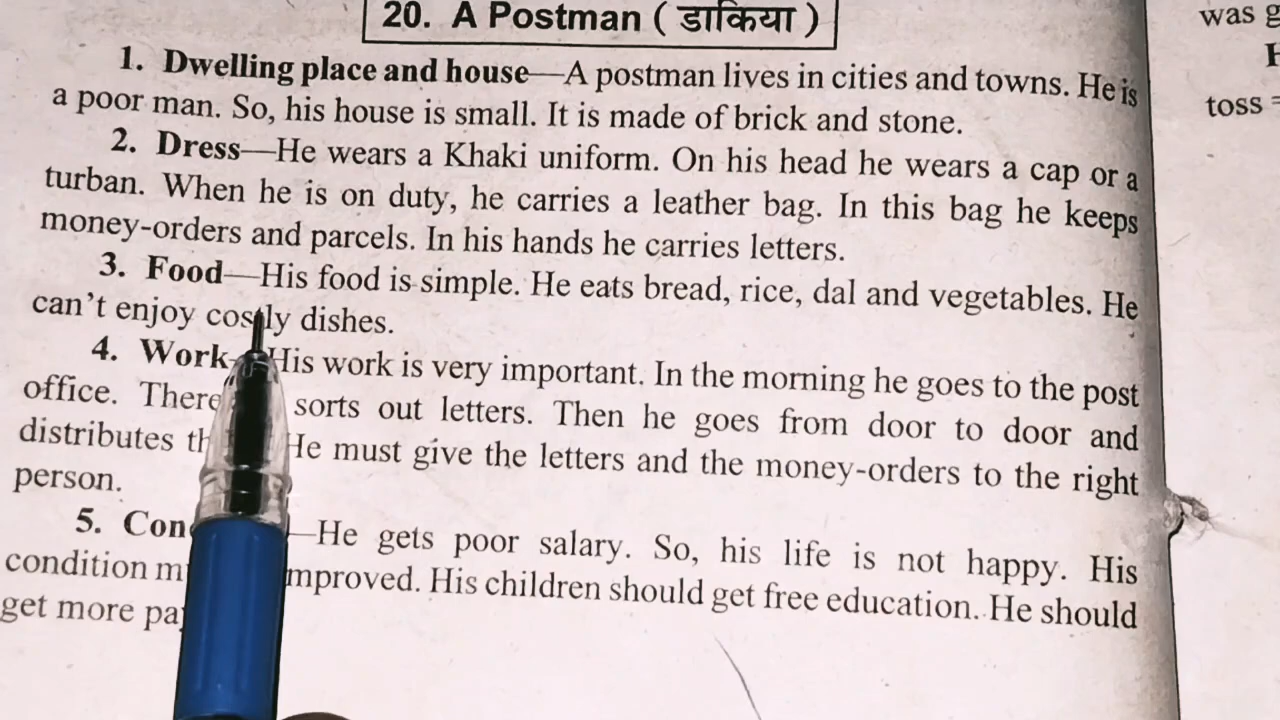 20. A Postman ( डाकिया )
1. Dwelling place and house—A postman lives in cities and towns. He is
a poor man. So, his house is small. It is made of brick and stone.
2. Dress—He wears a Khaki uniform. On his head he wears a cap or a
turban. When he is on duty, he carries a leather bag. In this bag he keeps
money-orders and parcels. In his hands he carries letters.
3. Food—His food is simple. He eats bread, rice, dal and vegetables. He
can't enjoy costly dishes.
4. Work—His work is very important. In the morning he goes to the post
office. There sorts out letters. Then he goes from door to door and
distributes He must give the letters and the money-orders to the right
person.
5. —He gets poor salary. So, his life is not happy. His
condition improved. His children should get free education. He should
get more
was
toss =